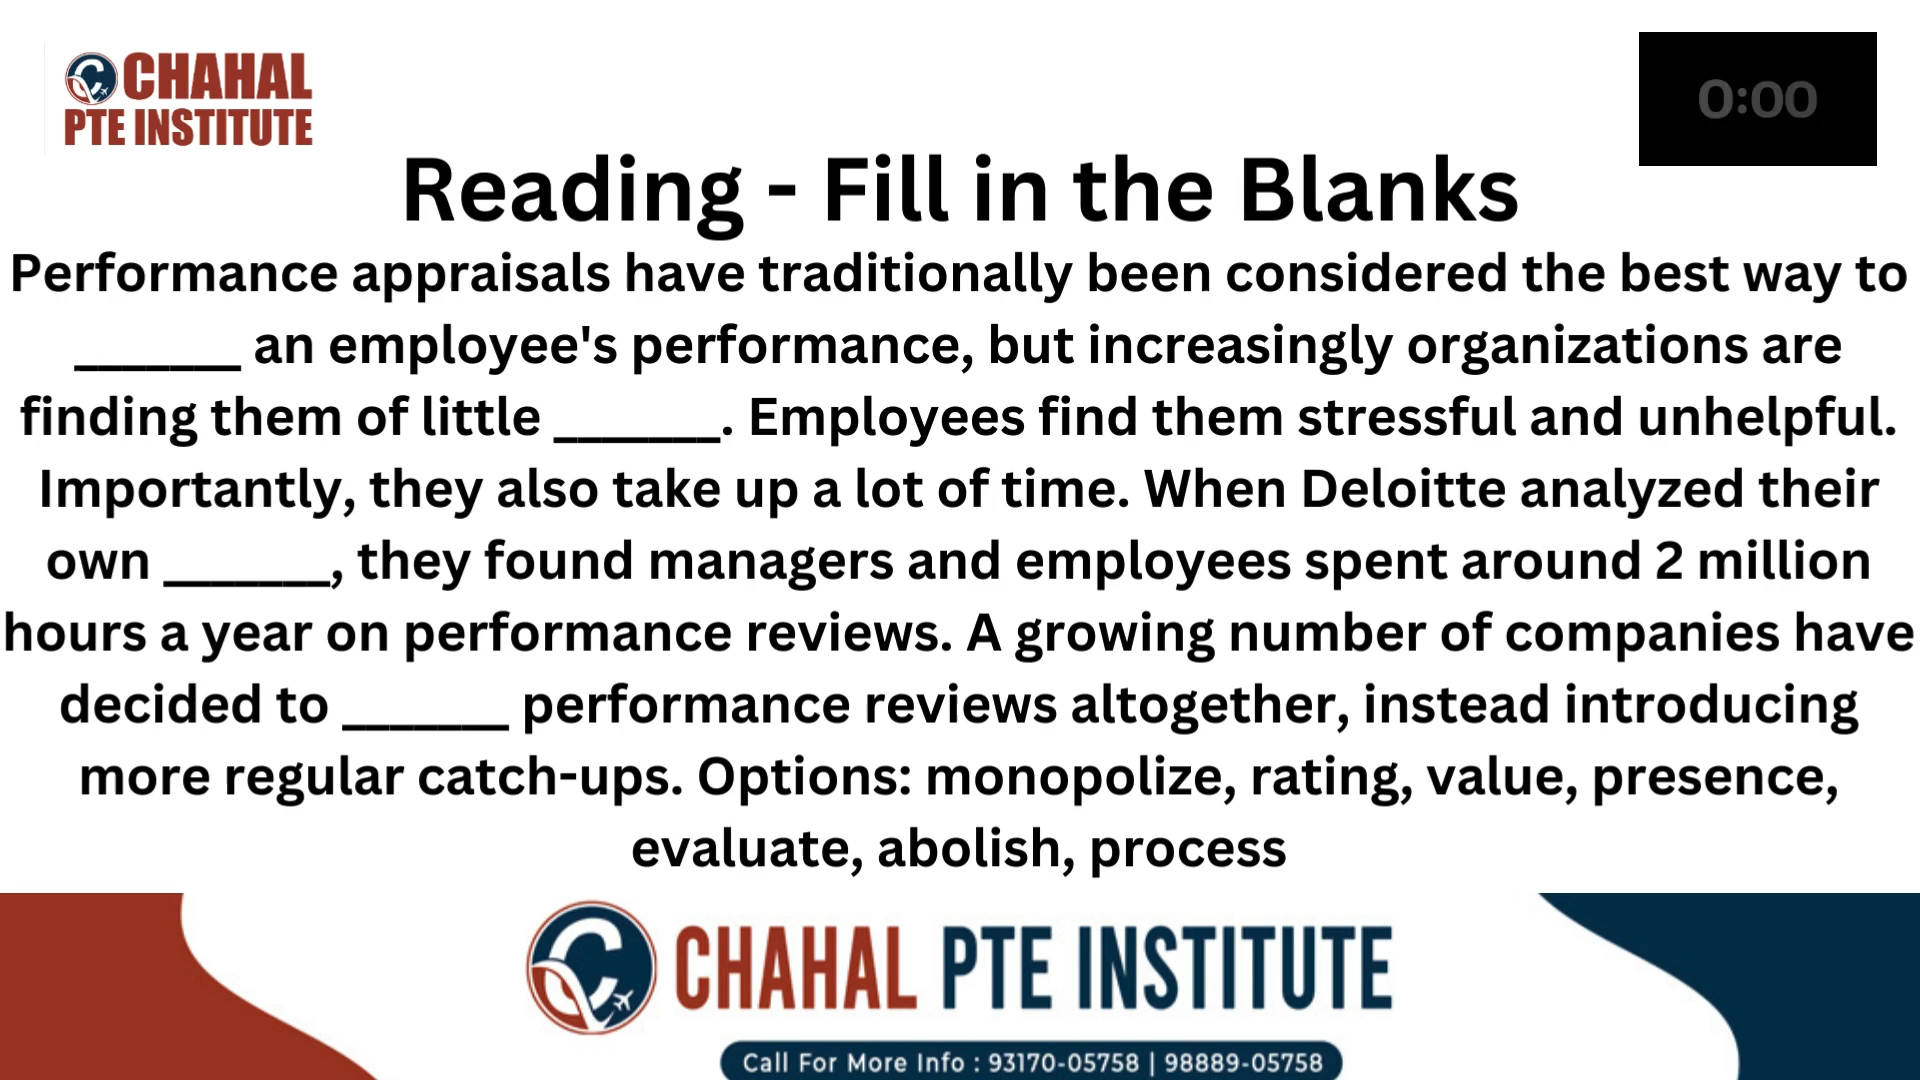 CHAHAL
PTE INSTITUTE
0:00
Reading - Fill in the Blanks
Performance appraisals have traditionally been considered the best way to
_______ an employee's performance, but increasingly organizations are
finding them of little _______. Employees find them stressful and unhelpful.
Importantly, they also take up a lot of time. When Deloitte analyzed their
own _______, they found managers and employees spent around 2 million
hours a year on performance reviews. A growing number of companies have
decided to _______ performance reviews altogether, instead introducing
more regular catch-ups. Options: monopolize, rating, value, presence,
evaluate, abolish, process
CHAHAL PTE INSTITUTE
Call For More Info : 93170-05758 | 98889-05758